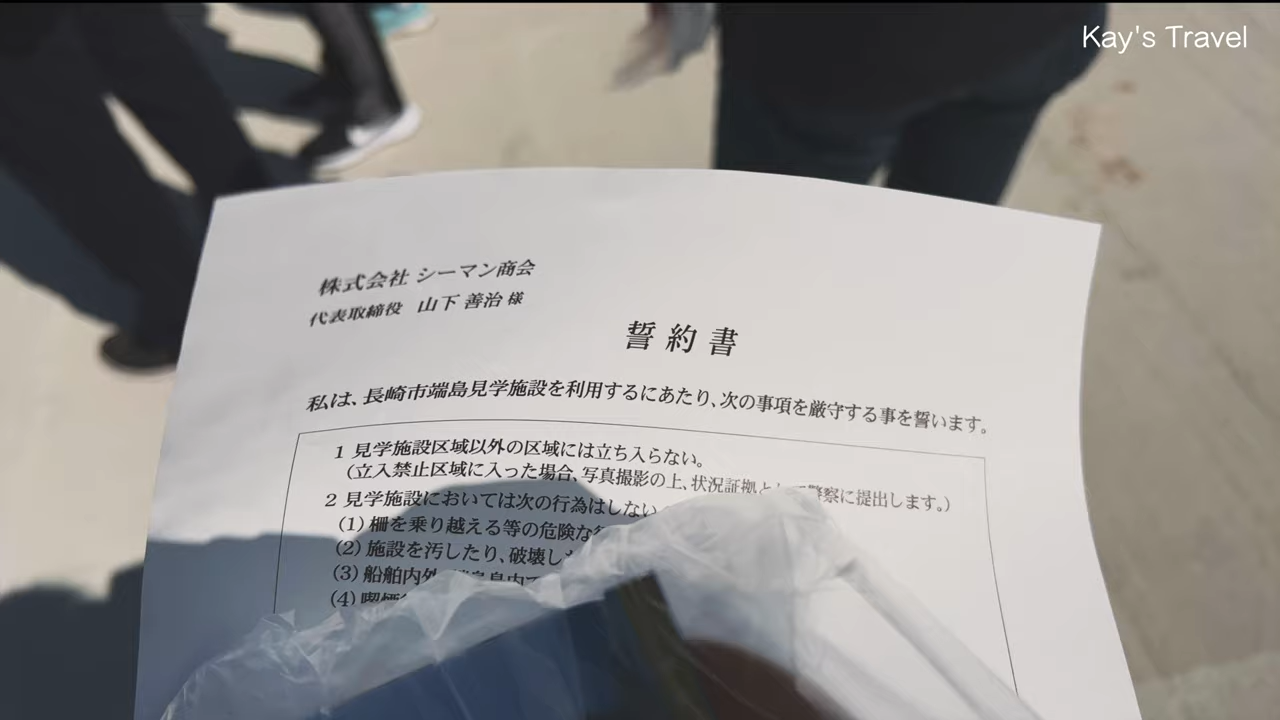 Kay's Travel
株式会社 シーマン商会
代表取締役 山下 善治 様
誓約書
私は、長崎市端島見学施設を利用するにあたり、次の事項を厳守する事を誓います。
1 見学施設区域以外の区域には立ち入らない。
（立入禁止区域に入った場合、写真撮影の上、状況証拠として警察に提出します。）
2 見学施設においては次の行為はしない
(1) 柵を乗り越える等の危険な
(2) 施設を汚したり、破壊し
(3) 船舶内外
(4) 喫煙